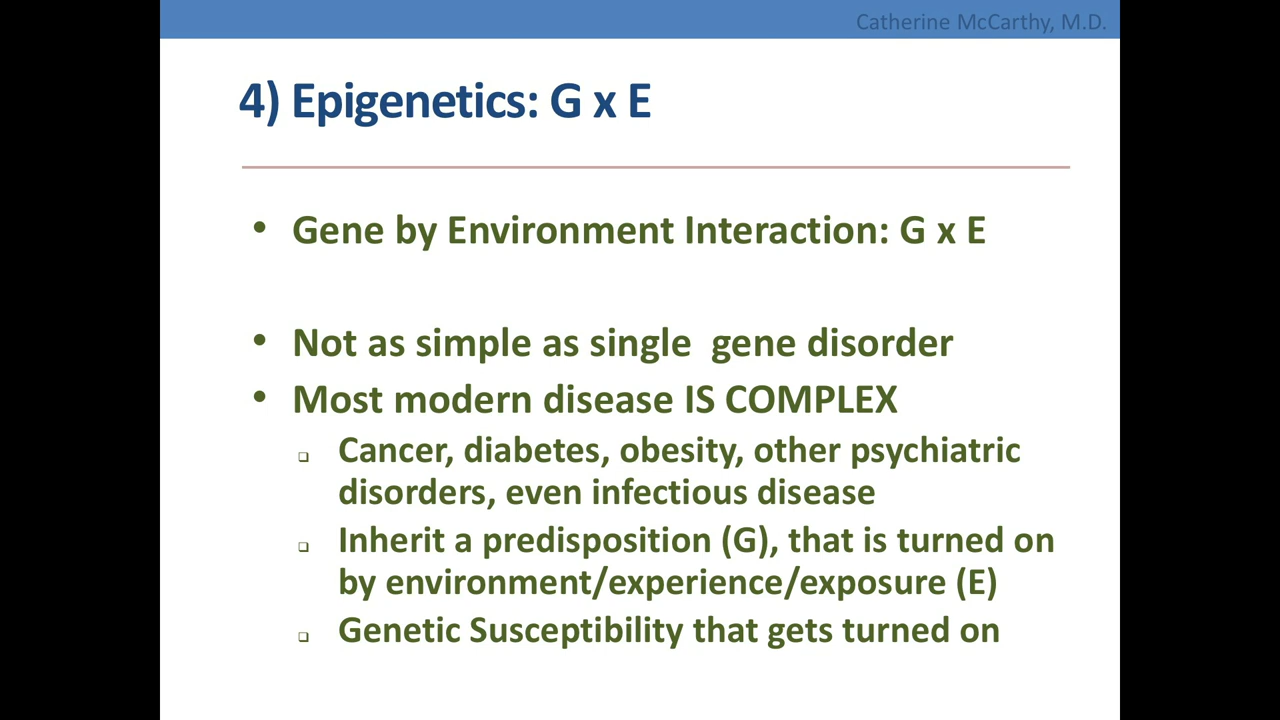 Catherine McCarthy, M.D.
4) Epigenetics: G x E
• Gene by Environment Interaction: G x E
• Not as simple as single  gene disorder
• Most modern disease IS COMPLEX
❑ Cancer, diabetes, obesity, other psychiatric
disorders, even infectious disease
❑ Inherit a predisposition (G), that is turned on
by environment/experience/exposure (E)
❑ Genetic Susceptibility that gets turned on